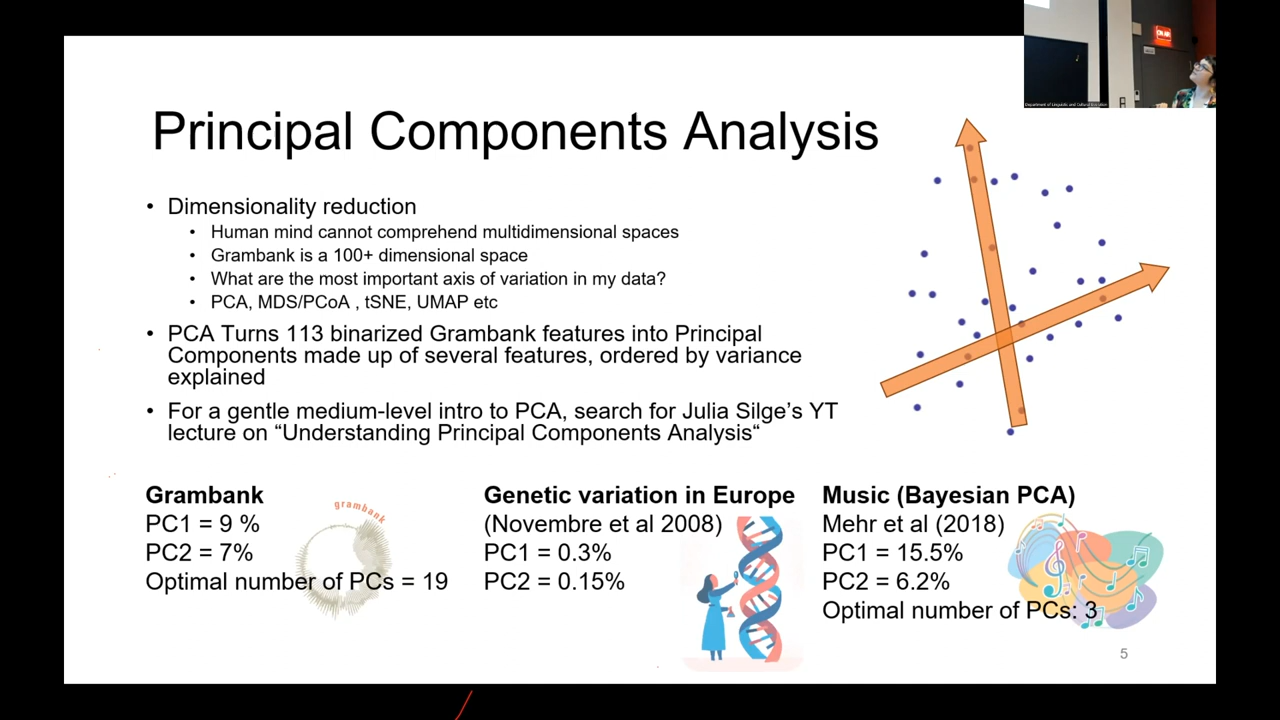 Principal Components Analysis
• Dimensionality reduction
• Human mind cannot comprehend multidimensional spaces
• Grambank is a 100+ dimensional space
• What are the most important axis of variation in my data?
• PCA, MDS/PCoA , tSNE, UMAP etc
• PCA Turns 113 binarized Grambank features into Principal
Components made up of several features, ordered by variance
explained
• For a gentle medium-level intro to PCA, search for Julia Silge’s YT
lecture on “Understanding Principal Components Analysis“
Grambank
grambank
PC1 = 9 %
PC2 = 7%
Optimal number of PCs = 19
Genetic variation in Europe
(Novembre et al 2008)
PC1 = 0.3%
PC2 = 0.15%
Music (Bayesian PCA)
Mehr et al (2018)
PC1 = 15.5%
PC2 = 6.2%
Optimal number of PCs: 3
5
ON AIR